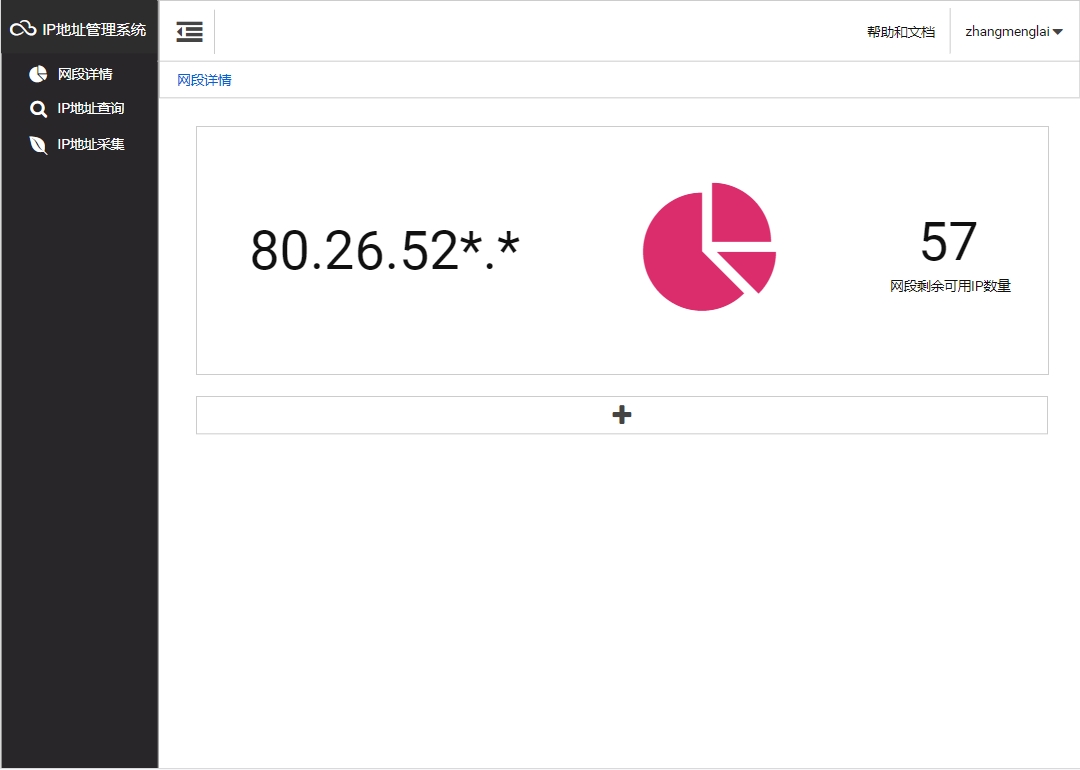 IP地址管理系统
帮助和文档
zhangmenglai
网段详情
IP地址查询
IP地址采集
网段详情
80.26.52*.*
57
网段剩余可用IP数量